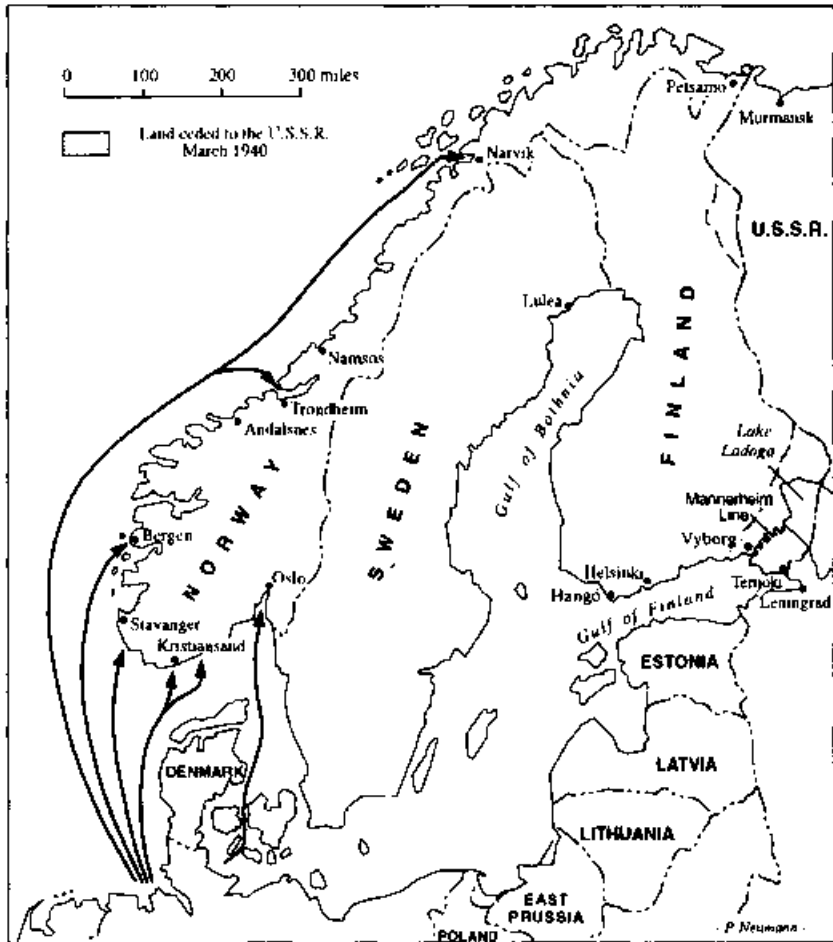 0 100 200 300 miles
Land ceded to the U.S.S.R.
March 1940
Petsamo
Murmansk
Narvik
U.S.S.R.
Lulea
Namsos
Trondheim
Andalsnes
FINLAND
Gulf of Bothnia
Lake
Ladoga
SWEDEN
NORWAY
Mannerheim
Line
Bergen
Vyborg
Oslo
Helsinki
Terijoki
Hango
Leningrad
Stavanger
Gulf of Finland
Kristiansand
ESTONIA
DENMARK
LATVIA
LITHUANIA
EAST
PRUSSIA
POLAND
P Neumann